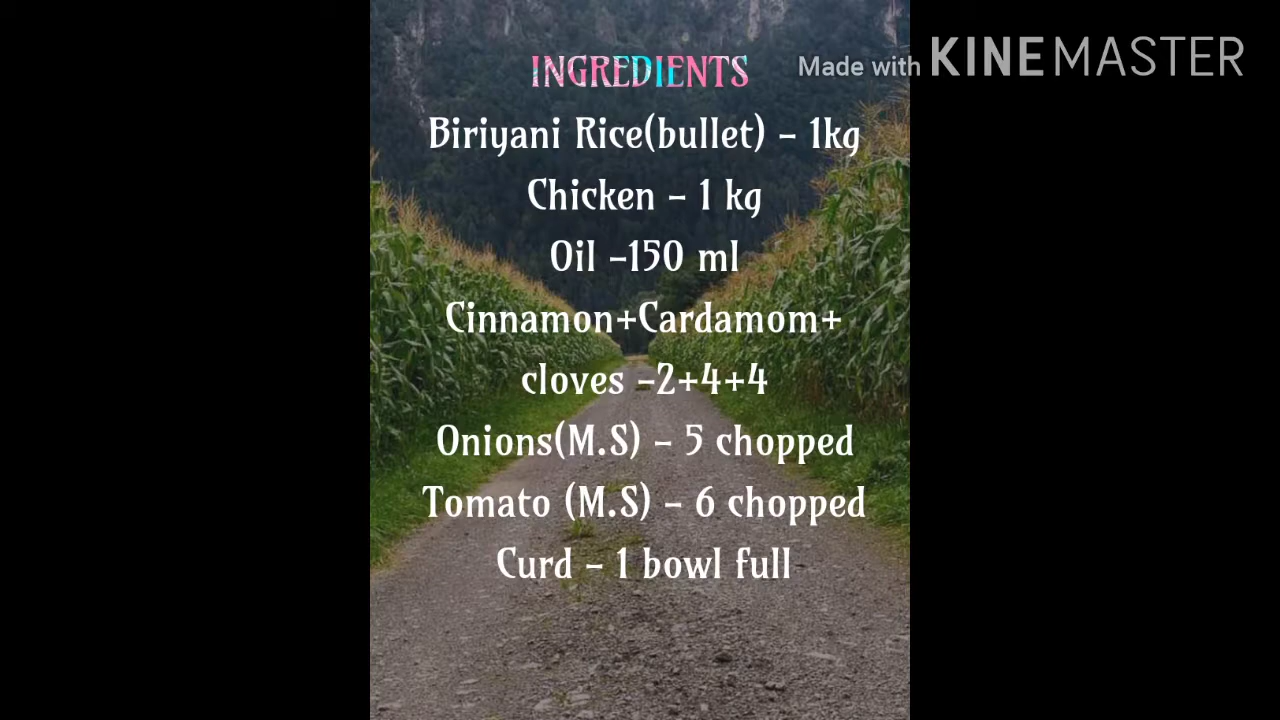 INGREDIENTS
Made with KINEMASTER
Biriyani Rice(bullet) - 1kg
Chicken - 1 kg
Oil -150 ml
Cinnamon+Cardamom+
cloves -2+4+4
Onions(M.S) - 5 chopped
Tomato (M.S) - 6 chopped
Curd - 1 bowl full